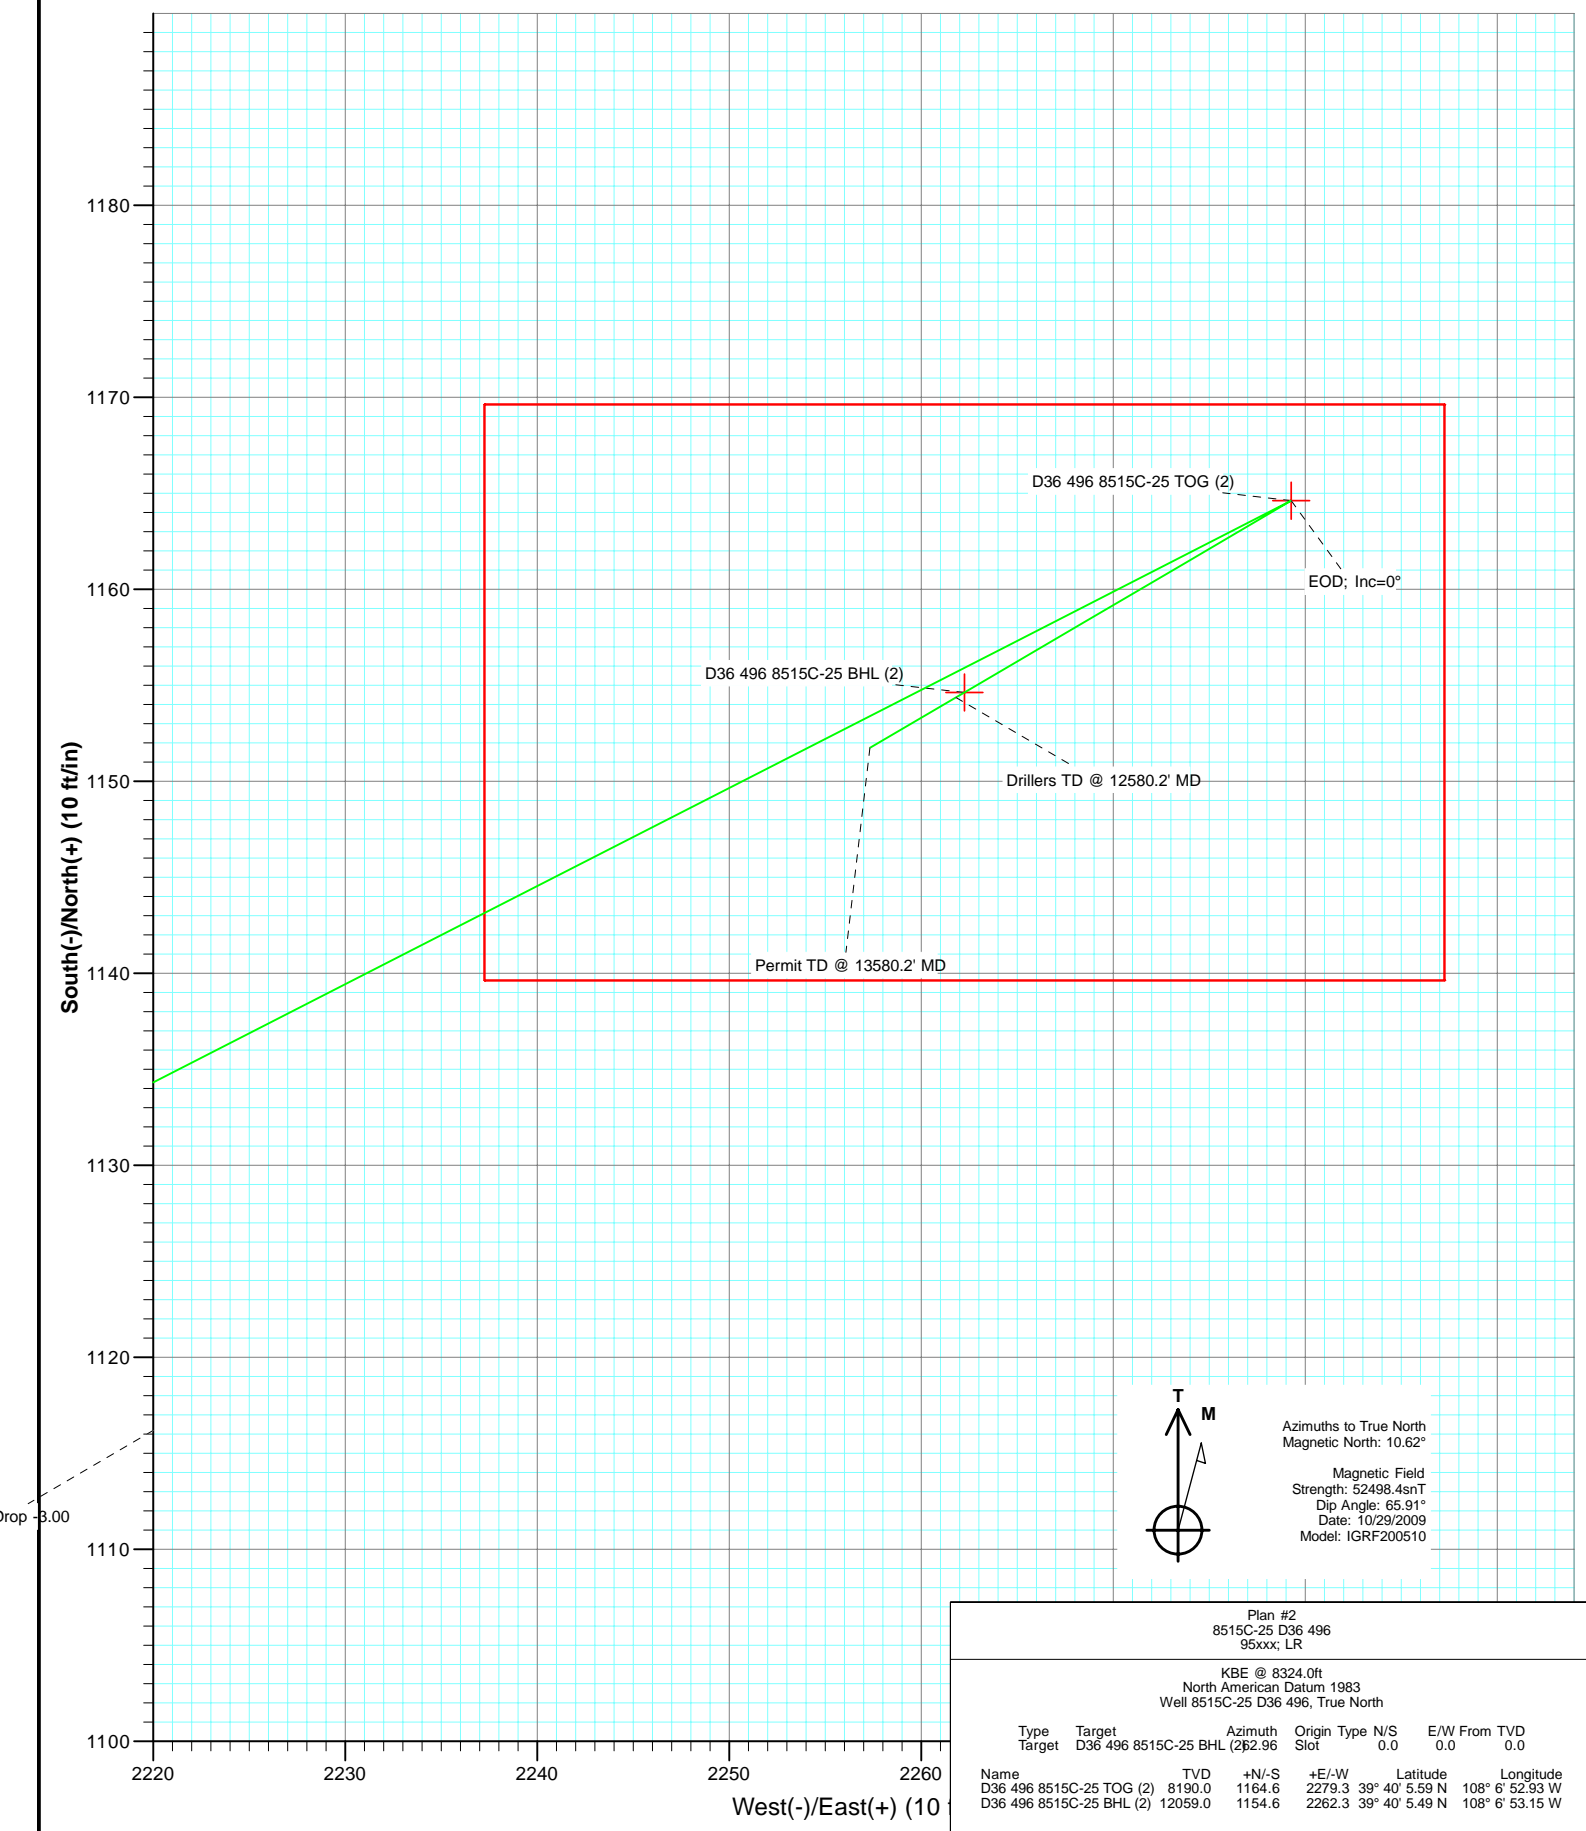 1180
1170
D36 496 8515C-25 TOG (2)
1160
EOD; Inc=0°
D36 496 8515C-25 BHL (2)
1150
Drillers TD @ 12580.2' MD
South(-)/North(+) (10 ft/in)
Permit TD @ 13580.2' MD
1140
1130
1120
T
M
Azimuths to True North
Magnetic North: 10.62°
Magnetic Field
Strength: 52498.4snT
Dip Angle: 65.91°
Date: 10/29/2009
Model: IGRF200510
Drop -3.00
1110
1100
2220 2230 2240 2250 2260
West(-)/East(+) (10
Plan #2
8515C-25 D36 496
95xxx; LR
KBE @ 8324.0ft
North American Datum 1983
Well 8515C-25 D36 496, True North
Type Target Azimuth Origin Type N/S E/W From TVD
Target D36 496 8515C-25 BHL (2) 62.96 Slot 0.0 0.0 0.0
Name TVD +N/-S +E/-W Latitude Longitude
D36 496 8515C-25 TOG (2) 8190.0 1164.6 2279.3 39° 40' 5.59 N 108° 6' 52.93 W
D36 496 8515C-25 BHL (2) 12059.0 1154.6 2262.3 39° 40' 5.49 N 108° 6' 53.15 W